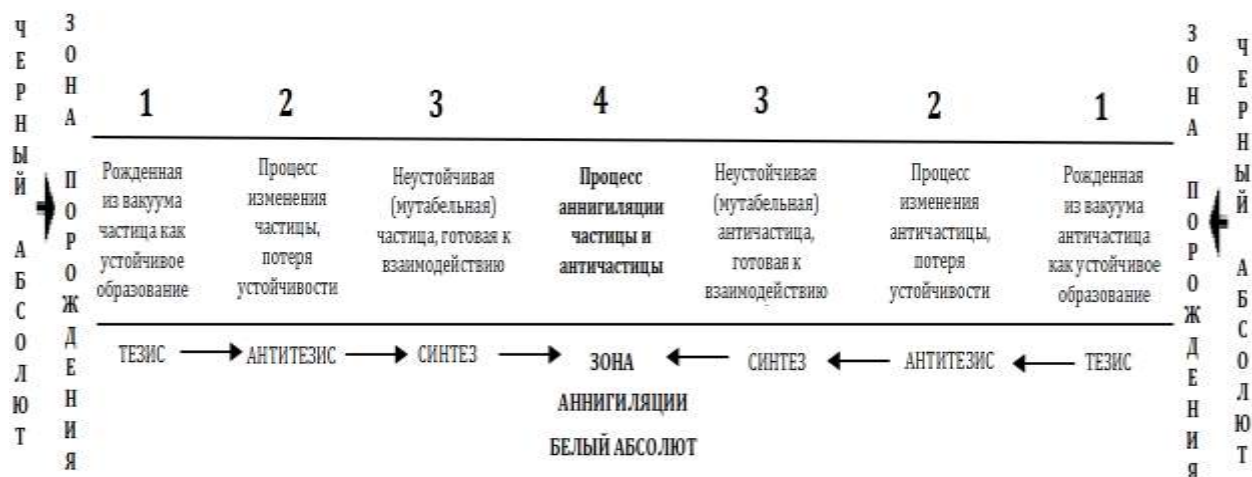 ЧЕРНЫЙ АБСОЛЮТ
ЗОНА ПОРОЖДЕНИЯ
1 2 3 4 3 2 1
Рожденная
из вакуума
частица как
устойчивое
образование
Процесс
изменения
частицы,
потеря
устойчивости
Неустойчивая
(мутабельная)
частица, готовая к
взаимодействию
Процесс
аннигиляции
частицы и
античастицы
Неустойчивая
(мутабельная)
античастица,
готовая к
взаимодействию
Процесс
изменения
античастицы,
потеря
устойчивости
Рожденная
из вакуума
античастица
как устойчивое
образование
ТЕЗИС АНТИТЕЗИС СИНТЕЗ ЗОНА СИНТЕЗ АНТИТЕЗИС ТЕЗИС
АННИГИЛЯЦИИ
БЕЛЫЙ АБСОЛЮТ
ЗОНА ПОРОЖДЕНИЯ
ЧЕРНЫЙ АБСОЛЮТ